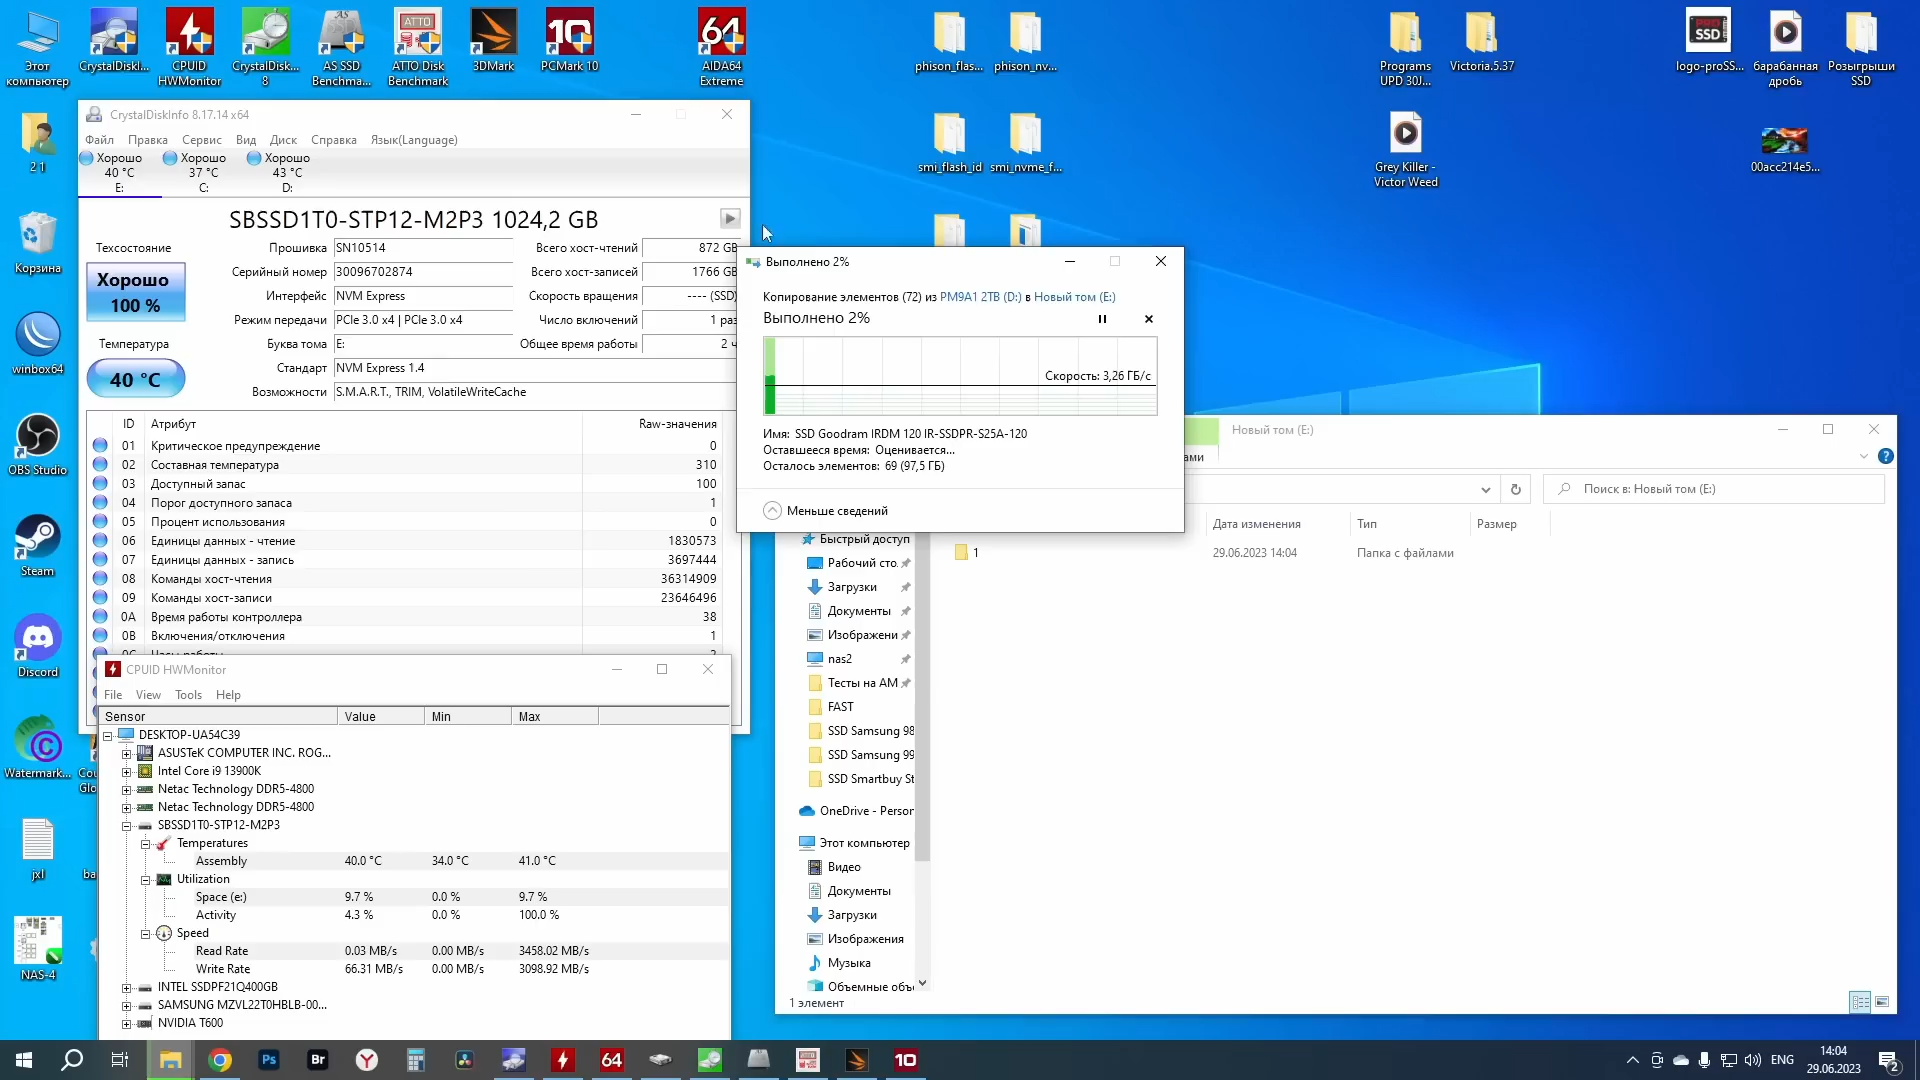 Этот компьютер
CrystalDiskI...
CPUID HWMonitor
CrystalDisk... 8
AS SSD Benchma...
ATTO Disk Benchmark
3DMark
PCMark 10
AIDA64 Extreme
phison_flas...
phison_nv...
Programs UPD 30J...
Victoria.5.37
logo-proSS...
барабанная дробь
Розыгрыши SSD
2 1
Корзина
winbox64
OBS Studio
Steam
Discord
Watermark...
jxl
NAS-4
smi_flash_id
smi_nvme_f...
Grey Killer - Victor Weed
00acc214e5...
CrystalDiskInfo 8.17.14 x64
Файл Правка Сервис Вид Диск Справка Язык(Language)
Хорошо Хорошо Хорошо
40 °C 37 °C 43 °C
E: C: D:
SBSSD1T0-STP12-M2P3 1024,2 GB
Техсостояние
Хорошо
100 %
Температура
40 °C
Прошивка SN10514
Серийный номер 30096702874
Интерфейс NVM Express
Режим передачи PCIe 3.0 x4 | PCIe 3.0 x4
Буква тома E:
Стандарт NVM Express 1.4
Возможности S.M.A.R.T., TRIM, VolatileWriteCache
Всего хост-чтений 872 GB
Всего хост-записей 1766 GB
Скорость вращения ---- (SSD)
Число включений 1 раз
Общее время работы 2 ч
ID Атрибут Raw-значения
01 Критическое предупреждение 0
02 Составная температура 310
03 Доступный запас 100
04 Порог доступного запаса 1
05 Процент использования 0
06 Единицы данных - чтение 1830573
07 Единицы данных - запись 3697444
08 Команды хост-чтения 36314909
09 Команды хост-записи 23646496
0A Время работы контроллера 38
0B Включения/отключения 1
CPUID HWMonitor
File View Tools Help
Sensor Value Min Max
DESKTOP-UA54C39
ASUSTeK COMPUTER INC. ROG...
Intel Core i9 13900K
Netac Technology DDR5-4800
Netac Technology DDR5-4800
SBSSD1T0-STP12-M2P3
Temperatures
Assembly 40.0 °C 34.0 °C 41.0 °C
Utilization
Space (e:) 9.7 % 0.0 % 9.7 %
Activity 4.3 % 0.0 % 100.0 %
Speed
Read Rate 0.03 MB/s 0.00 MB/s 3458.02 MB/s
Write Rate 66.31 MB/s 0.00 MB/s 3098.92 MB/s
INTEL SSDPF21Q400GB
SAMSUNG MZVL22T0HBLB-00...
NVIDIA T600
Выполнено 2%
Копирование элементов (72) из PM9A1 2TB (D:) в Новый том (E:)
Выполнено 2%
Скорость: 3,26 ГБ/с
Имя: SSD Goodram IRDM 120 IR-SSDPR-S25A-120
Оставшееся время: Оценивается...
Осталось элементов: 69 (97,5 ГБ)
Меньше сведений
Новый том (E:)
Поиск в: Новый том (E:)
Дата изменения Тип Размер
1 29.06.2023 14:04 Папка с файлами
Быстрый доступ
Рабочий сто.
Загрузки
Документы
Изображени
nas2
Тесты на АМ
FAST
SSD Samsung 98
SSD Samsung 99
SSD Smartbuy St
OneDrive - Person
Этот компьютер
Видео
Документы
Загрузки
Изображения
Музыка
Объемные объ
1 элемент
ENG
14:04
29.06.2023
2